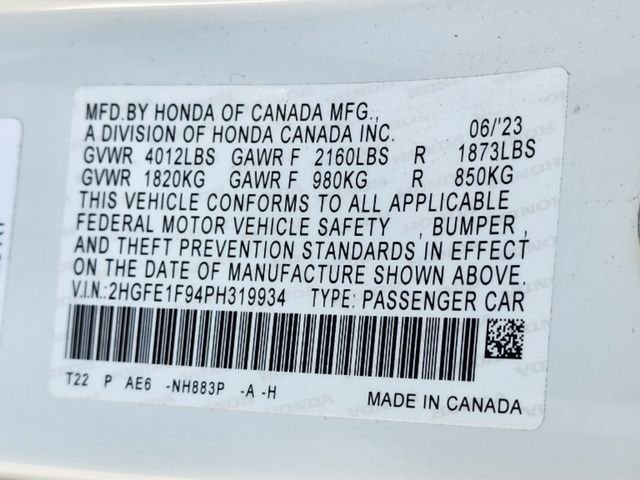 MFD.BY HONDA OF CANADA MFG.,
A DIVISION OF HONDA CANADA INC. 06/'23
GVWR 4012LBS GAWR F 2160LBS R 1873LBS
GVWR 1820KG GAWR F 980KG R 850KG
THIS VEHICLE CONFORMS TO ALL APPLICABLE
FEDERAL MOTOR VEHICLE SAFETY , BUMPER ,
AND THEFT PREVENTION STANDARDS IN EFFECT
ON THE DATE OF MANUFACTURE SHOWN ABOVE.
V.I.N.:2HGFE1F94PH319934 TYPE: PASSENGER CAR
T22 P AE6 -NH883P -A -H
MADE IN CANADA